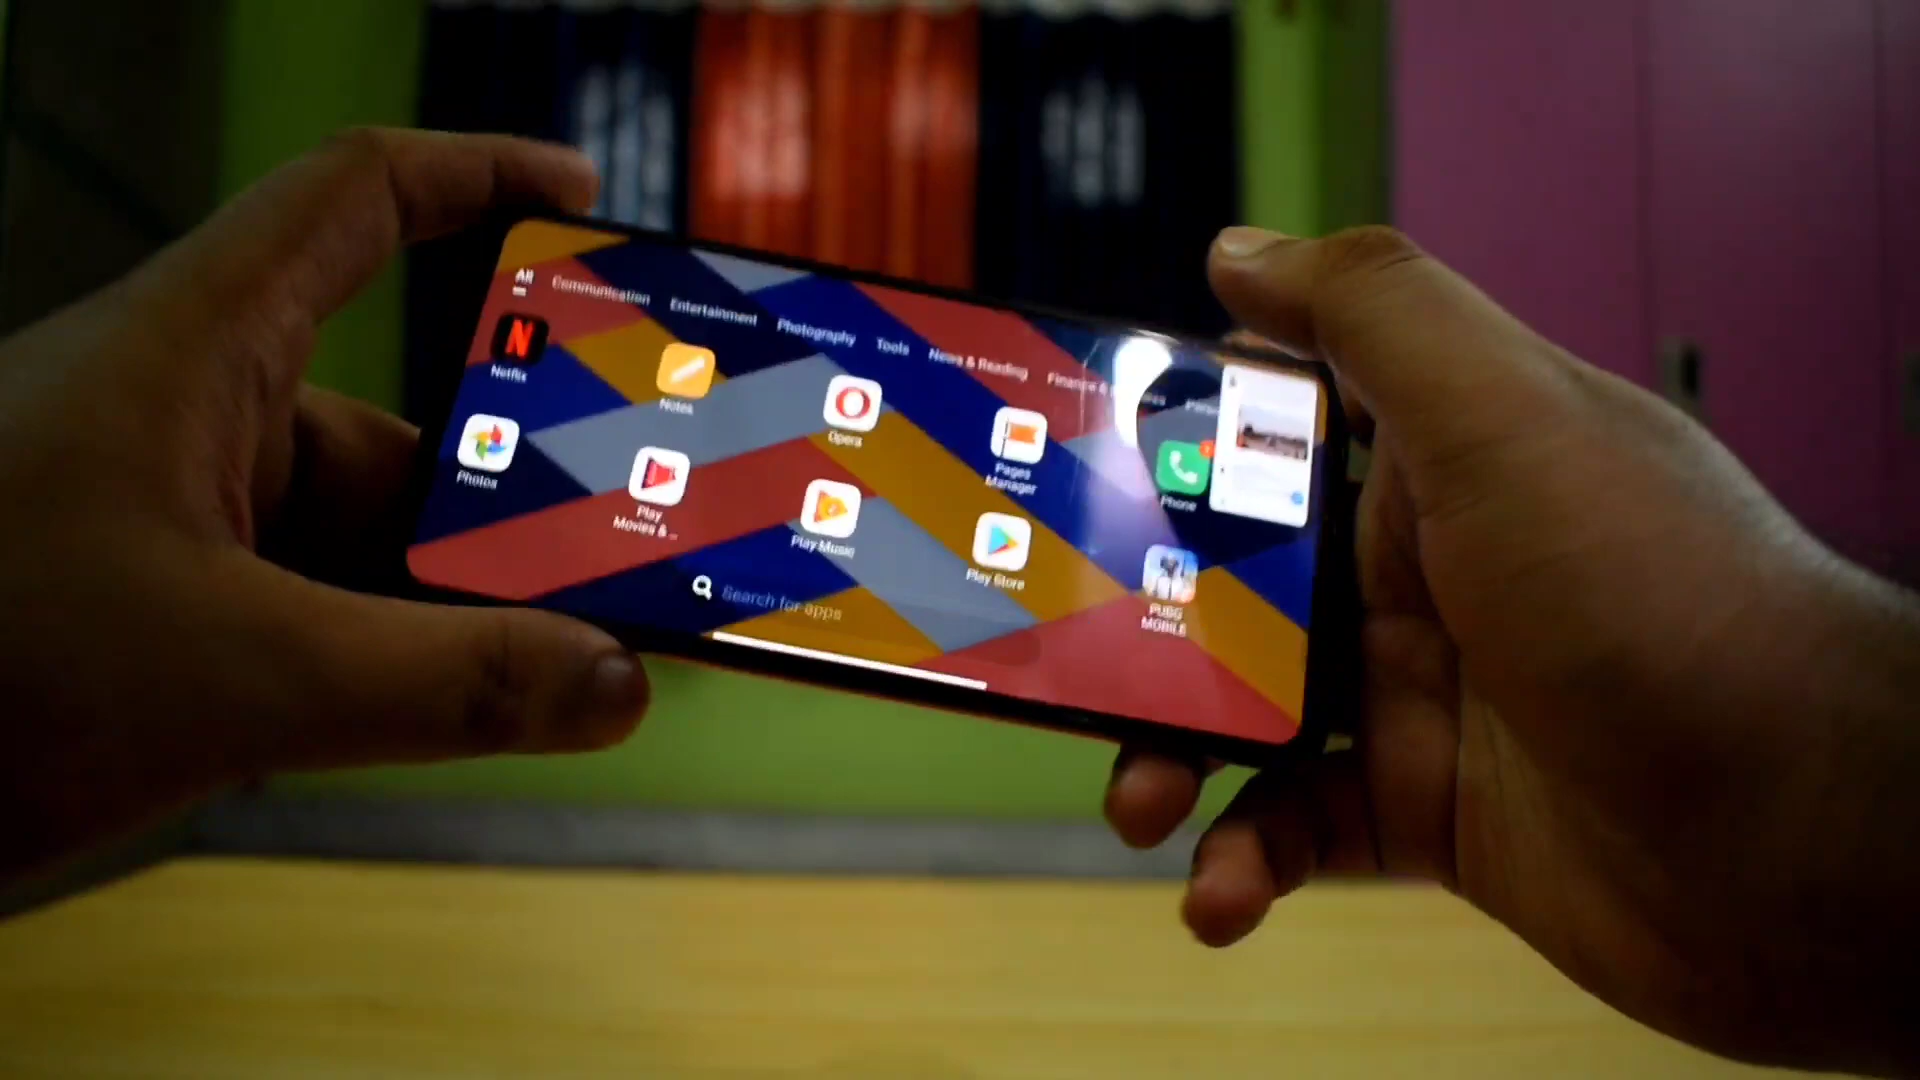 All Communication Entertainment Photography Tools News & Reading Finance &
N
Netflix
Notes
Opera
Pages
Manager
Phone
Photos
Play
Movies & ...
Play Music
Play Store
PUBG
MOBILE
Search for apps